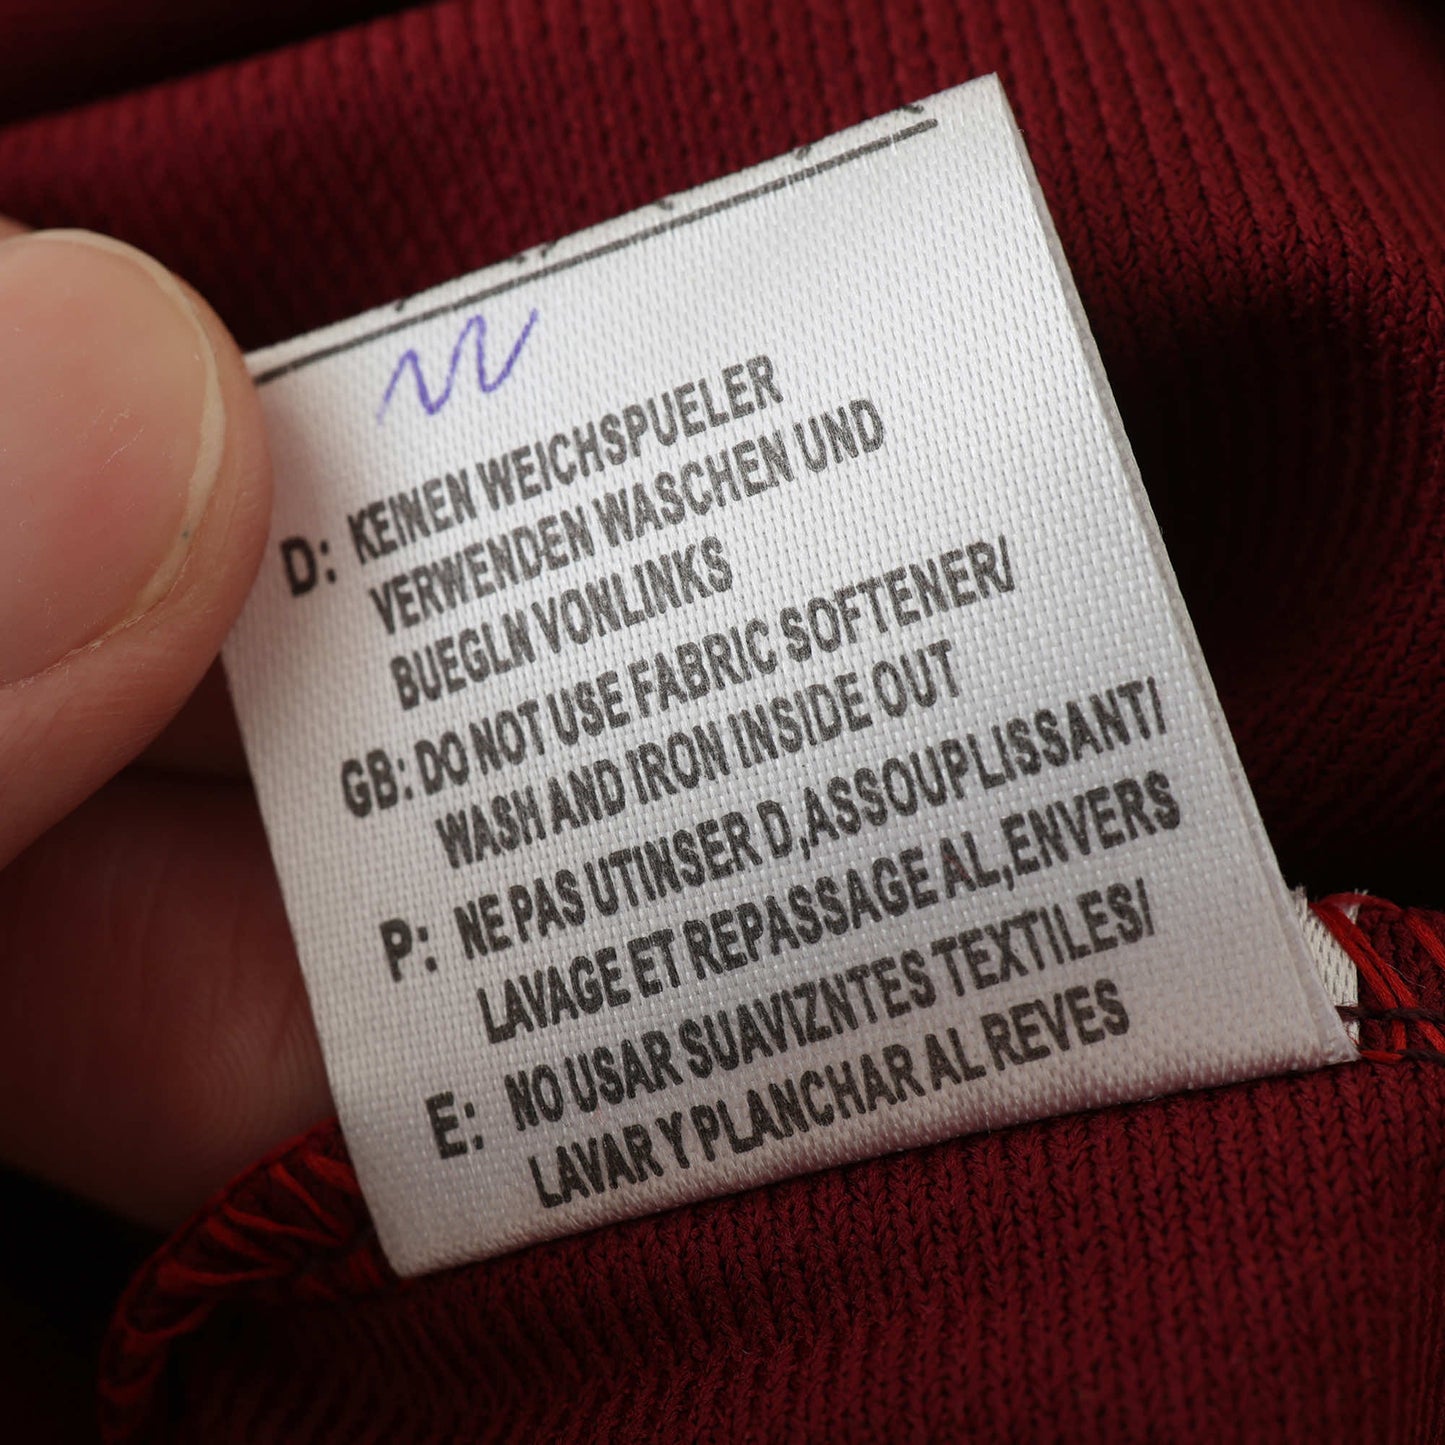 D: KEINEN WEICHSPUELER
VERWENDEN WASCHEN UND
BUEGLN VONLINKS
GB: DO NOT USE FABRIC SOFTENER/
WASH AND IRON INSIDE OUT
P: NE PAS UTINSER D,ASSOUPLISSANT/
LAVAGE ET REPASSAGE AL,ENVERS
E: NO USAR SUAVIZNTES TEXTILES/
LAVAR Y PLANCHAR AL REVES